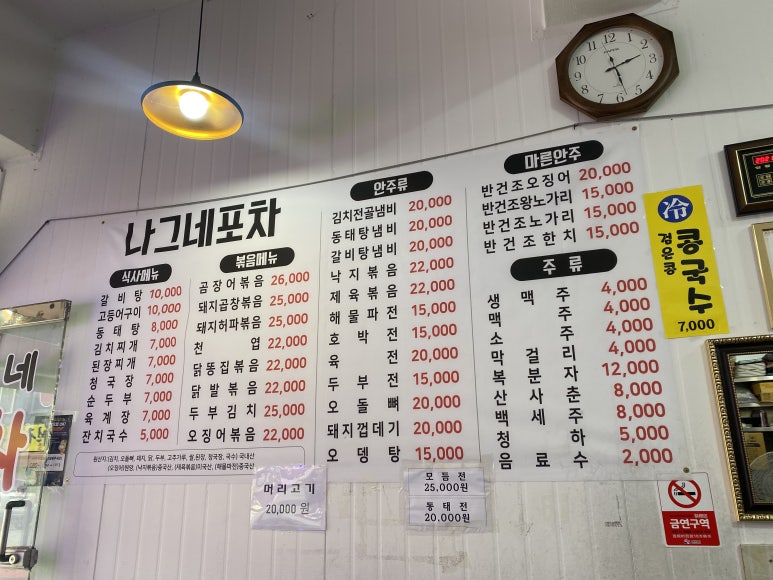 나그네포차
식사메뉴
갈비탕 10,000
고등어구이 10,000
동태탕 8,000
김치찌개 7,000
된장찌개 7,000
청국장 7,000
순두부 7,000
육계장 7,000
잔치국수 5,000
볶음메뉴
곰장어볶음 26,000
돼지곱창볶음 25,000
돼지허파볶음 25,000
천엽 22,000
닭똥집볶음 22,000
닭발볶음 22,000
두부김치 25,000
오징어볶음 22,000
안주류
김치전골냄비 20,000
동태탕냄비 20,000
갈비탕냄비 20,000
낙지볶음 22,000
제육볶음 22,000
해물파전 15,000
호박전 15,000
육전 20,000
두부전 15,000
오돌뼈 20,000
돼지껍데기 20,000
오뎅탕 15,000
마른안주
반건조오징어 20,000
반건조왕노가리 15,000
반건조노가리 15,000
반건조한치 15,000
주류
생맥주 4,000
맥주 4,000
소주 4,000
막걸리 4,000
복분자 12,000
산사춘 8,000
백세주 8,000
청하 5,000
음료수 2,000
머리고기
20,000 원
모듬전
25,000원
동태전
20,000원
冷
검은콩
콩국수
7,000
금연구역
12
2
3
네